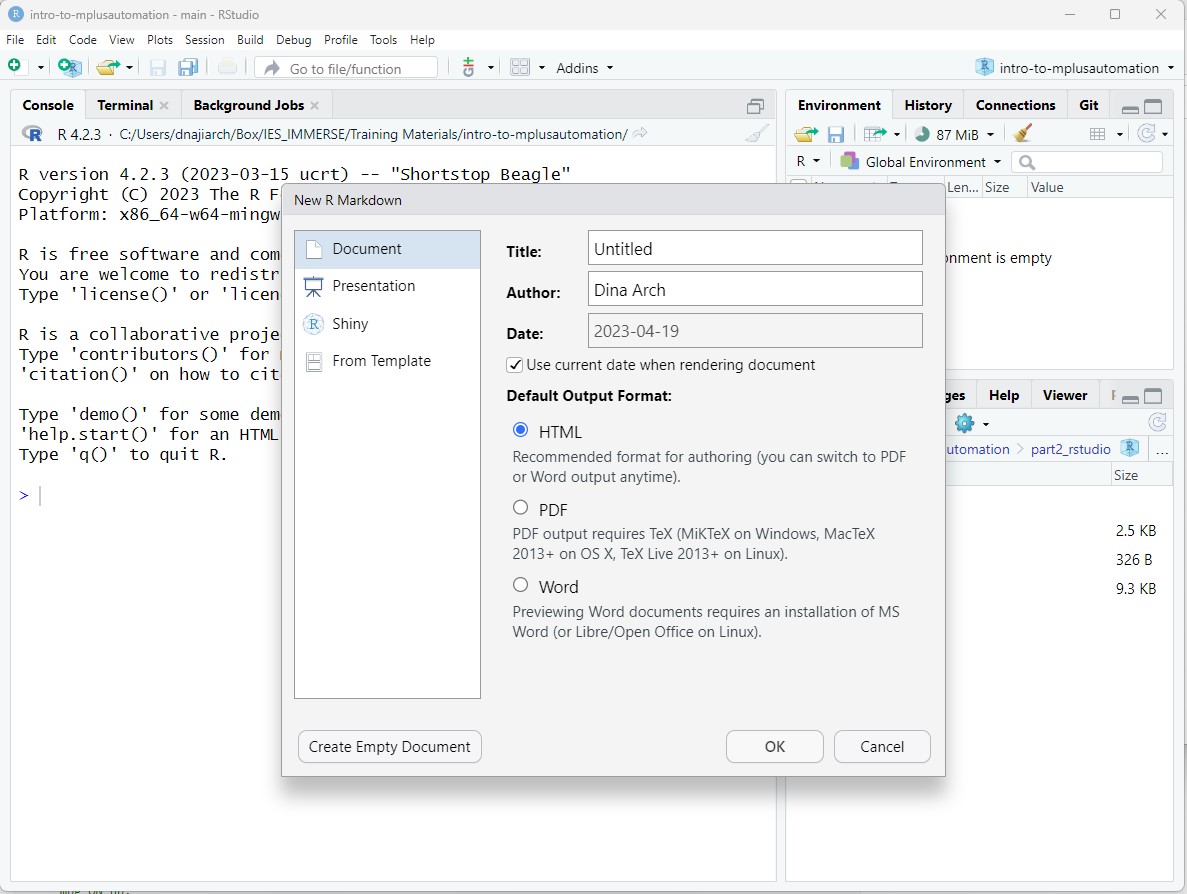 intro-to-mplusautomation - main - RStudio
File Edit Code View Plots Session Build Debug Profile Tools Help
Go to file/function Addins intro-to-mplusautomation
Console Terminal Background Jobs
R 4.2.3 · C:/Users/dnajiarch/Box/IES_IMMERSE/Training Materials/intro-to-mplusautomation/
R version 4.2.3 (2023-03-15 ucrt) -- "Shortstop Beagle"
Copyright (C) 2023 The R F
Platform: x86_64-w64-mingw
R is free software and com
You are welcome to redistr
Type 'license()' or 'licen
R is a collaborative proje
Type 'contributors()' for
'citation()' on how to cit
Type 'demo()' for some dem
'help.start()' for an HTML
Type 'q()' to quit R.
>
New R Markdown
Document
Presentation
Shiny
From Template
Title: Untitled
Author: Dina Arch
Date: 2023-04-19
Use current date when rendering document
Default Output Format:
HTML
Recommended format for authoring (you can switch to PDF
or Word output anytime).
PDF
PDF output requires TeX (MiKTeX on Windows, MacTeX
2013+ on OS X, TeX Live 2013+ on Linux).
Word
Previewing Word documents requires an installation of MS
Word (or Libre/Open Office on Linux).
Create Empty Document OK Cancel
Environment History Connections Git
87 MiB
R Global Environment
Len... Size Value
onment is empty
ges Help Viewer
utomation part2_rstudio ...
Size
2.5 KB
326 B
9.3 KB